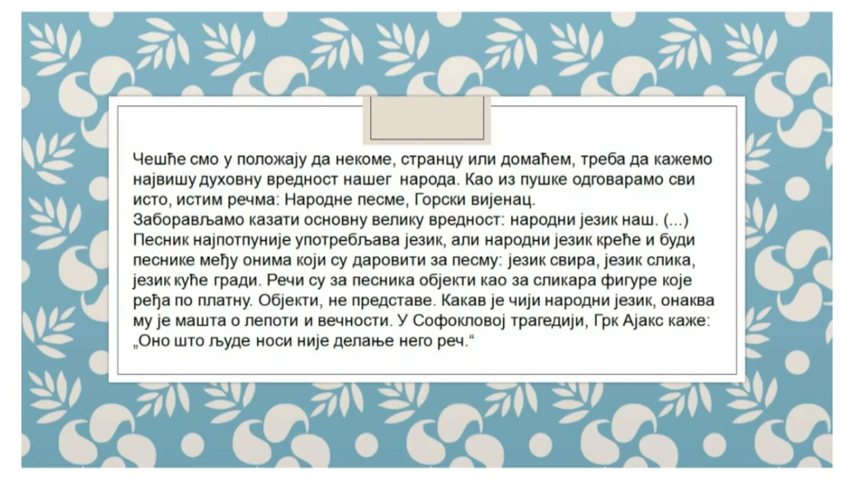 Чешће смо у положају да некоме, странцу или домаћем, треба да кажемо
највишу духовну вредност нашег народа. Као из пушке одговарамо сви
исто, истим речма: Народне песме, Горски вијенац.
Заборављамо казати основну велику вредност: народни језик наш. (...)
Песник најпотпуније употребљава језик, али народни језик креће и буди
песнике међу онима који су даровити за песму: језик свира, језик слика,
језик куће гради. Речи су за песника објекти као за сликара фигуре које
ређа по платну. Објекти, не представе. Какав је чији народни језик, онаква
му је машта о лепоти и вечности. У Софокловој трагедији, Грк Ајакс каже:
„Оно што људе носи није делање него реч.“